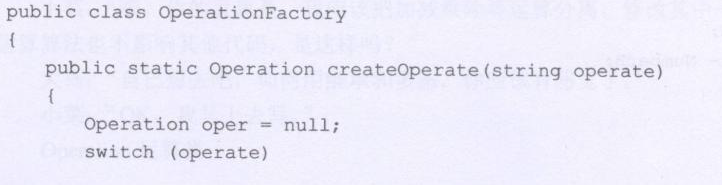 public class OperationFactory
{
public static Operation createOperate(string operate)
{
Operation oper = null;
switch (operate)